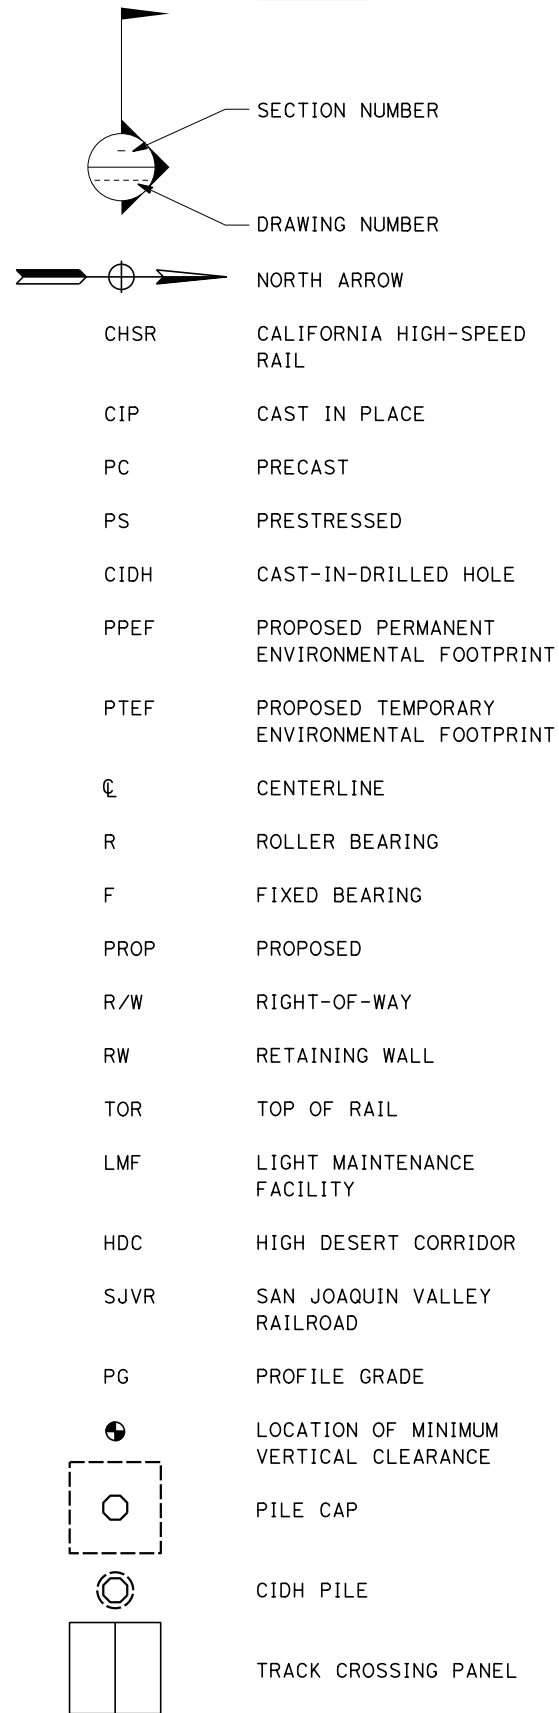 SECTION NUMBER
DRAWING NUMBER
NORTH ARROW
CHSR CALIFORNIA HIGH-SPEED
RAIL
CIP CAST IN PLACE
PC PRECAST
PS PRESTRESSED
CIDH CAST-IN-DRILLED HOLE
PPEF PROPOSED PERMANENT
ENVIRONMENTAL FOOTPRINT
PTEF PROPOSED TEMPORARY
ENVIRONMENTAL FOOTPRINT
℄ CENTERLINE
R ROLLER BEARING
F FIXED BEARING
PROP PROPOSED
R/W RIGHT-OF-WAY
RW RETAINING WALL
TOR TOP OF RAIL
LMF LIGHT MAINTENANCE
FACILITY
HDC HIGH DESERT CORRIDOR
SJVR SAN JOAQUIN VALLEY
RAILROAD
PG PROFILE GRADE
LOCATION OF MINIMUM
VERTICAL CLEARANCE
PILE CAP
CIDH PILE
TRACK CROSSING PANEL